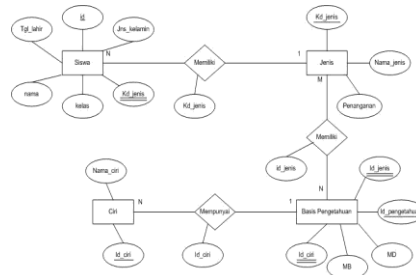 id
Kd_jenis
Tgl_lahir
Jns_kelamin
Siswa
N
Memiliki
1
Jenis
Nama_jenis
M
nama
kelas
Kd_jenis
Kd_jenis
Penanganan
Memiliki
id_jenis
Id_jenis
Nama_ciri
N
Ciri
N
Mempunyai
1
Basis Pengetahuan
Id_pengetahuan
Id_ciri
Id_ciri
Id_ciri
MB
MD